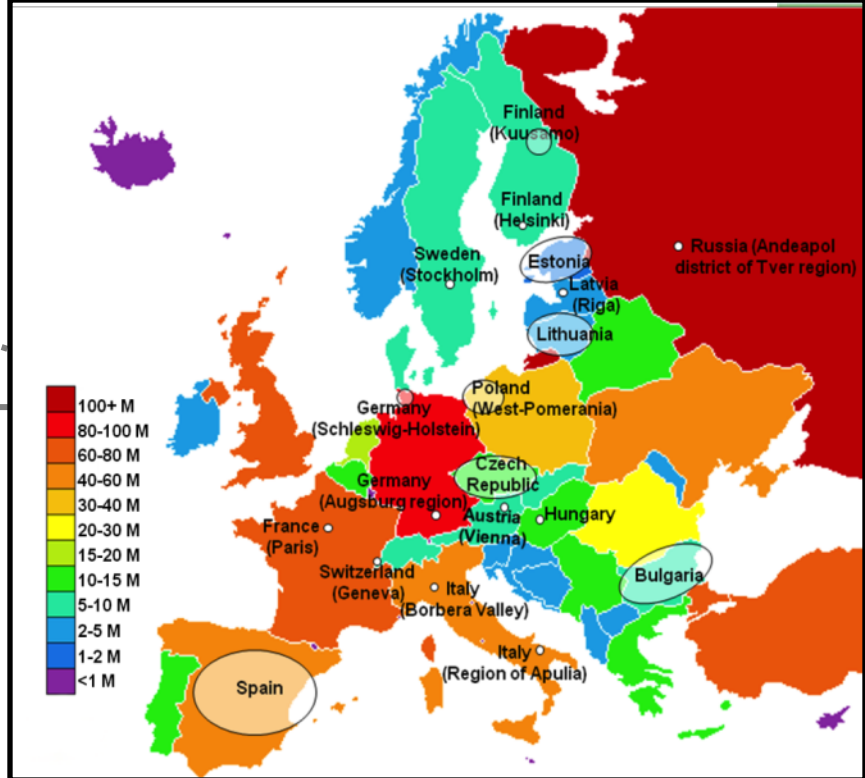 Finland
(Kuusamo)
Finland
(Helsinki)
Sweden
(Stockholm)
Estonia
Russia (Andeapol
district of Tver region)
Latvia
(Riga)
Lithuania
Poland
(West-Pomerania)
Germany
(Schleswig-Holstein)
Czech
Republic
Germany
(Augsburg region)
Austria
(Vienna)
Hungary
France
(Paris)
Switzerland
(Geneva)
Italy
(Borbera Valley)
Bulgaria
Italy
(Region of Apulia)
Spain
100+ M
80-100 M
60-80 M
40-60 M
30-40 M
20-30 M
15-20 M
10-15 M
5-10 M
2-5 M
1-2 M
<1 M